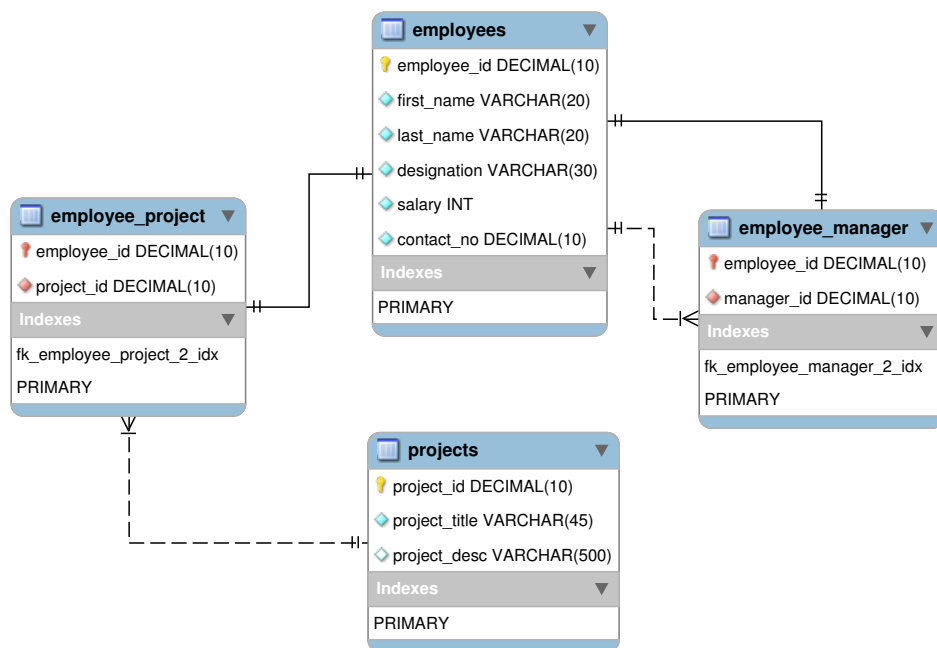 employees
employee_id DECIMAL(10)
first_name VARCHAR(20)
last_name VARCHAR(20)
designation VARCHAR(30)
salary INT
contact_no DECIMAL(10)
Indexes
PRIMARY
employee_project
employee_id DECIMAL(10)
project_id DECIMAL(10)
Indexes
fk_employee_project_2_idx
PRIMARY
employee_manager
employee_id DECIMAL(10)
manager_id DECIMAL(10)
Indexes
fk_employee_manager_2_idx
PRIMARY
projects
project_id DECIMAL(10)
project_title VARCHAR(45)
project_desc VARCHAR(500)
Indexes
PRIMARY